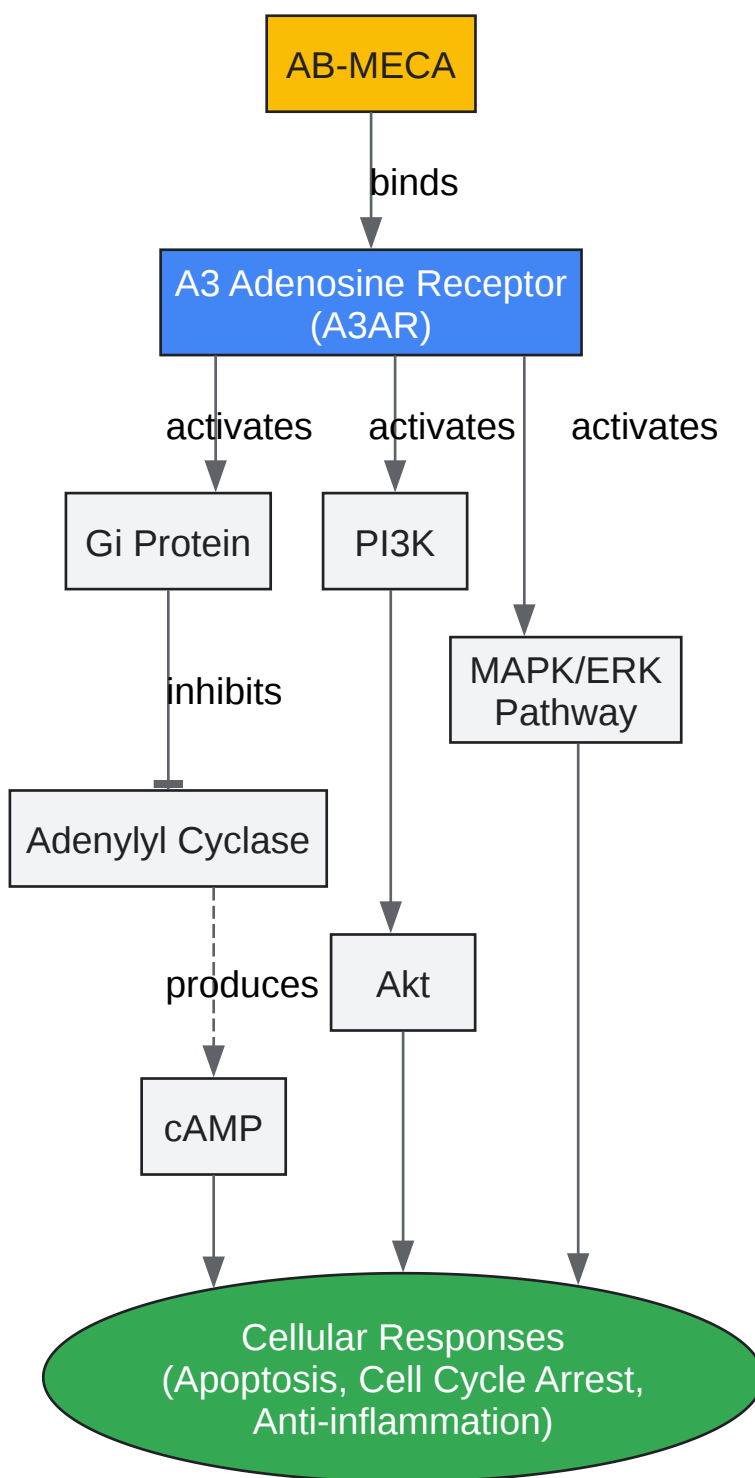 AB-MECA
binds
A3 Adenosine Receptor
(A3AR)
activates
activates
activates
Gi Protein
PI3K
MAPK/ERK
Pathway
inhibits
Adenylyl Cyclase
produces
Akt
cAMP
Cellular Responses
(Apoptosis, Cell Cycle Arrest,
Anti-inflammation)